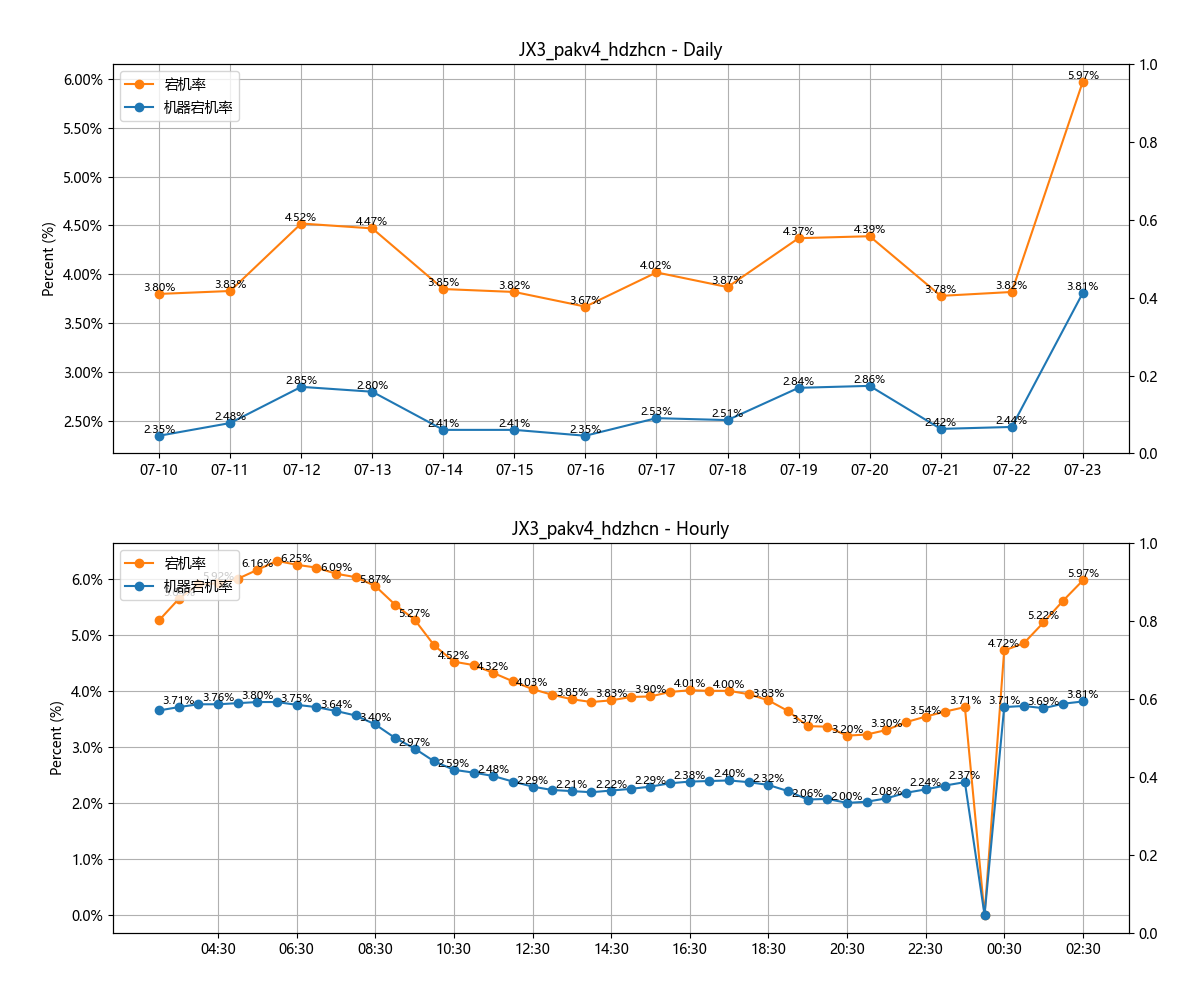 JX3_pakv4_hdzhcn - Daily
宕机率
机器宕机率
Percent (%)
6.00%
5.50%
5.00%
4.50%
4.00%
3.50%
3.00%
2.50%
1.0
0.8
0.6
0.4
0.2
0.0
3.80% 3.83% 4.52% 4.47% 3.85% 3.82% 3.67% 4.02% 3.87% 4.37% 4.39% 3.78% 3.82% 5.97%
2.35% 2.48% 2.85% 2.80% 2.41% 2.41% 2.35% 2.53% 2.51% 2.84% 2.86% 2.42% 2.44% 3.81%
07-10 07-11 07-12 07-13 07-14 07-15 07-16 07-17 07-18 07-19 07-20 07-21 07-22 07-23
JX3_pakv4_hdzhcn - Hourly
宕机率
机器宕机率
Percent (%)
6.0%
5.0%
4.0%
3.0%
2.0%
1.0%
0.0%
1.0
0.8
0.6
0.4
0.2
0.0
6.16% 6.25% 6.09% 5.87% 5.27% 4.52% 4.32% 4.03% 3.85% 3.83% 3.90% 4.01% 4.00% 3.83% 3.37% 3.20% 3.30% 3.54% 3.71% 4.72% 5.22% 5.97%
3.71% 3.76% 3.80% 3.75% 3.64% 3.40% 2.97% 2.59% 2.48% 2.29% 2.21% 2.22% 2.29% 2.38% 2.40% 2.32% 2.06% 2.00% 2.08% 2.24% 2.37% 3.71% 3.69% 3.81%
04:30 06:30 08:30 10:30 12:30 14:30 16:30 18:30 20:30 22:30 00:30 02:30